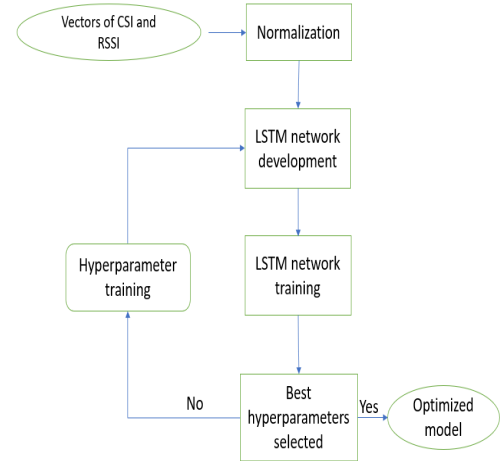 Vectors of CSI and
RSSI
Normalization
LSTM network
development
Hyperparameter
training
LSTM network
training
No
Best
hyperparameters
selected
Yes
Optimized
model